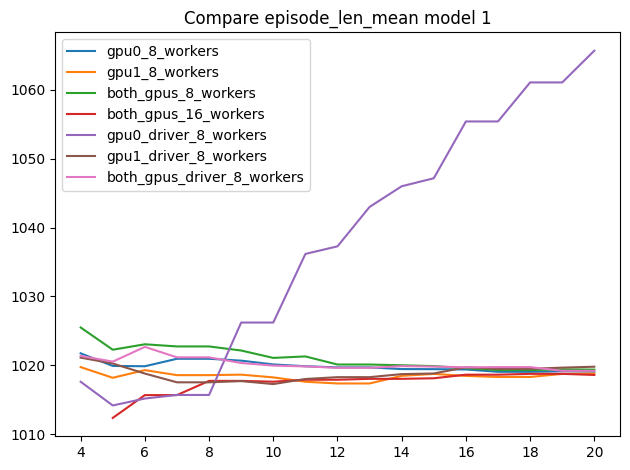 Compare episode_len_mean model 1
gpu0_8_workers
gpu1_8_workers
both_gpus_8_workers
both_gpus_16_workers
gpu0_driver_8_workers
gpu1_driver_8_workers
both_gpus_driver_8_workers
1060
1050
1040
1030
1020
1010
4 6 8 10 12 14 16 18 20